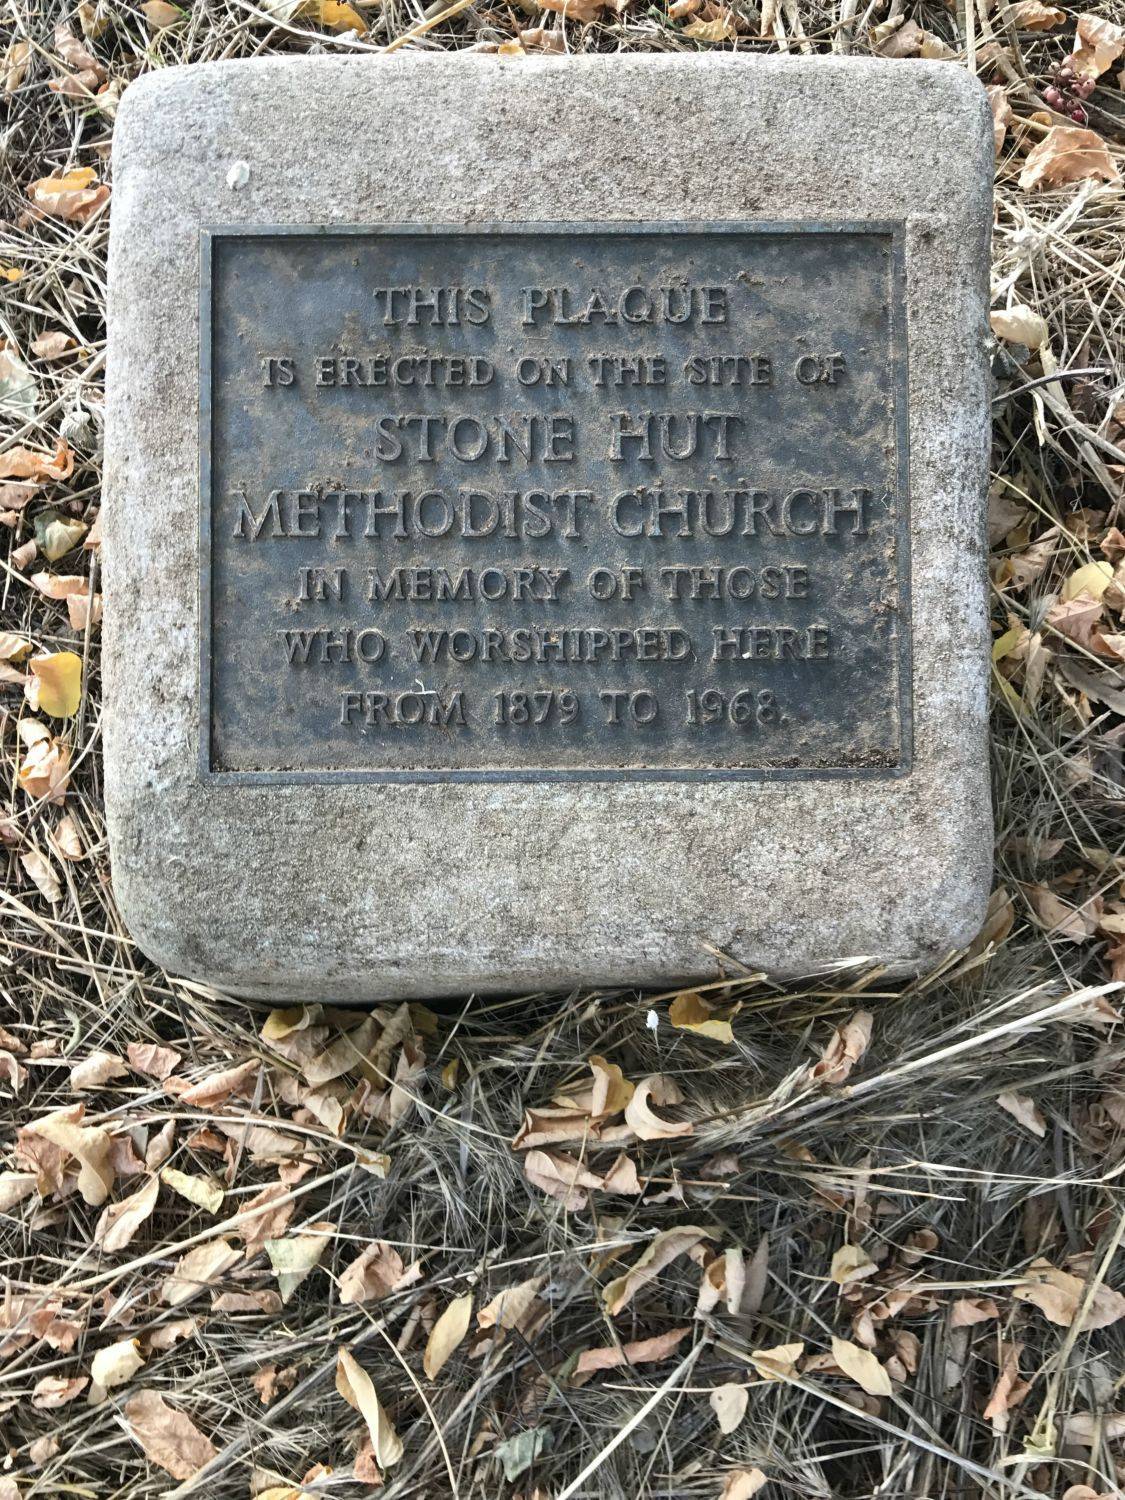 THIS PLAQUE
IS ERECTED ON THE SITE OF
STONE HUT
METHODIST CHURCH
IN MEMORY OF THOSE
WHO WORSHIPPED HERE
FROM 1879 TO 1968.